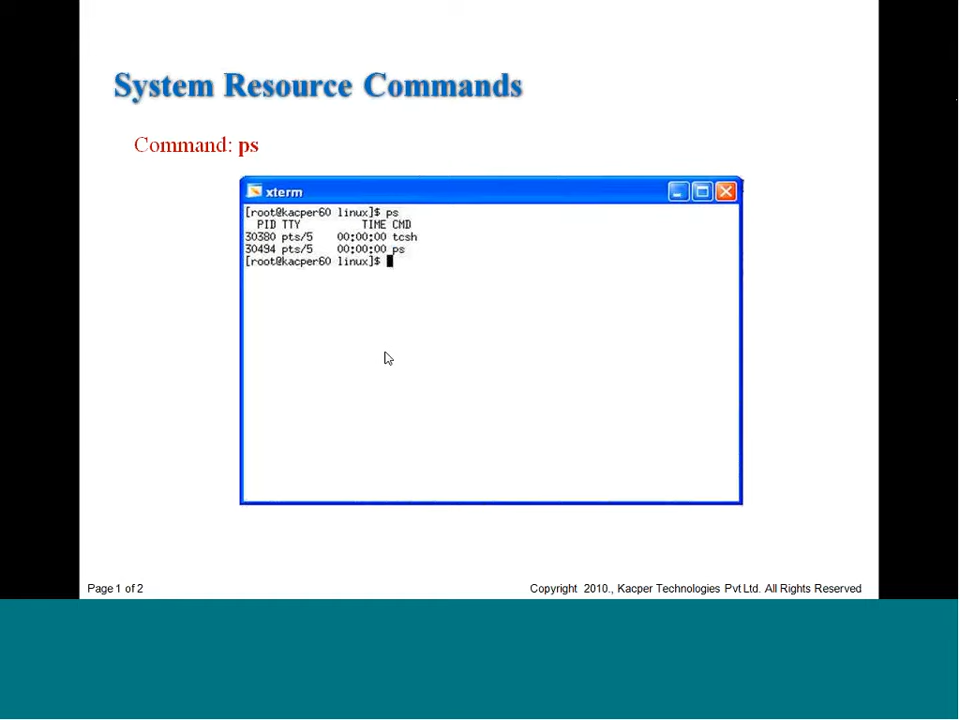 System Resource Commands
Command: ps
xterm
[root@kacper60 linux]$ ps
PID TTY TIME CMD
30380 pts/5 00:00:00 tcsh
30494 pts/5 00:00:00 ps
[root@kacper60 linux]$
Page 1 of 2
Copyright 2010., Kacper Technologies Pvt Ltd. All Rights Reserved